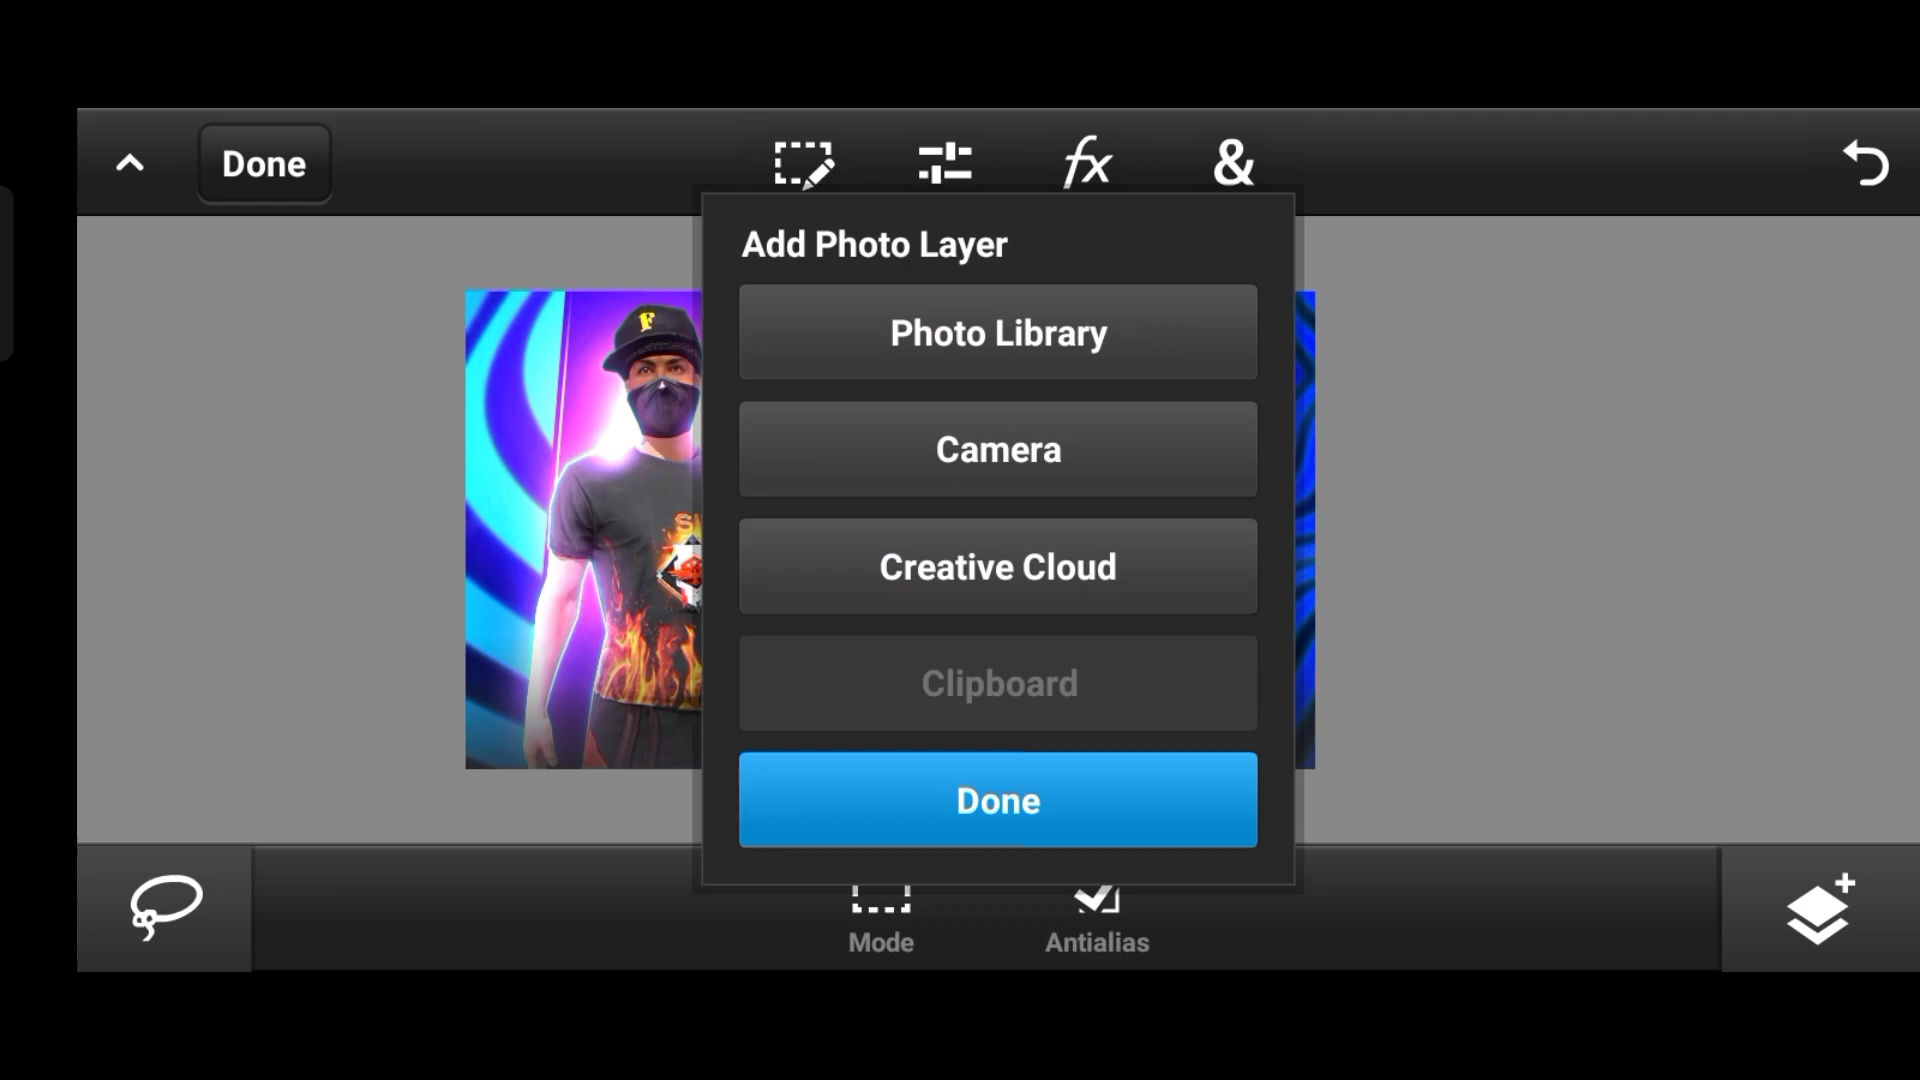 Done
fx
&
Add Photo Layer
Photo Library
Camera
Creative Cloud
Clipboard
Done
F
Mode
Antialias